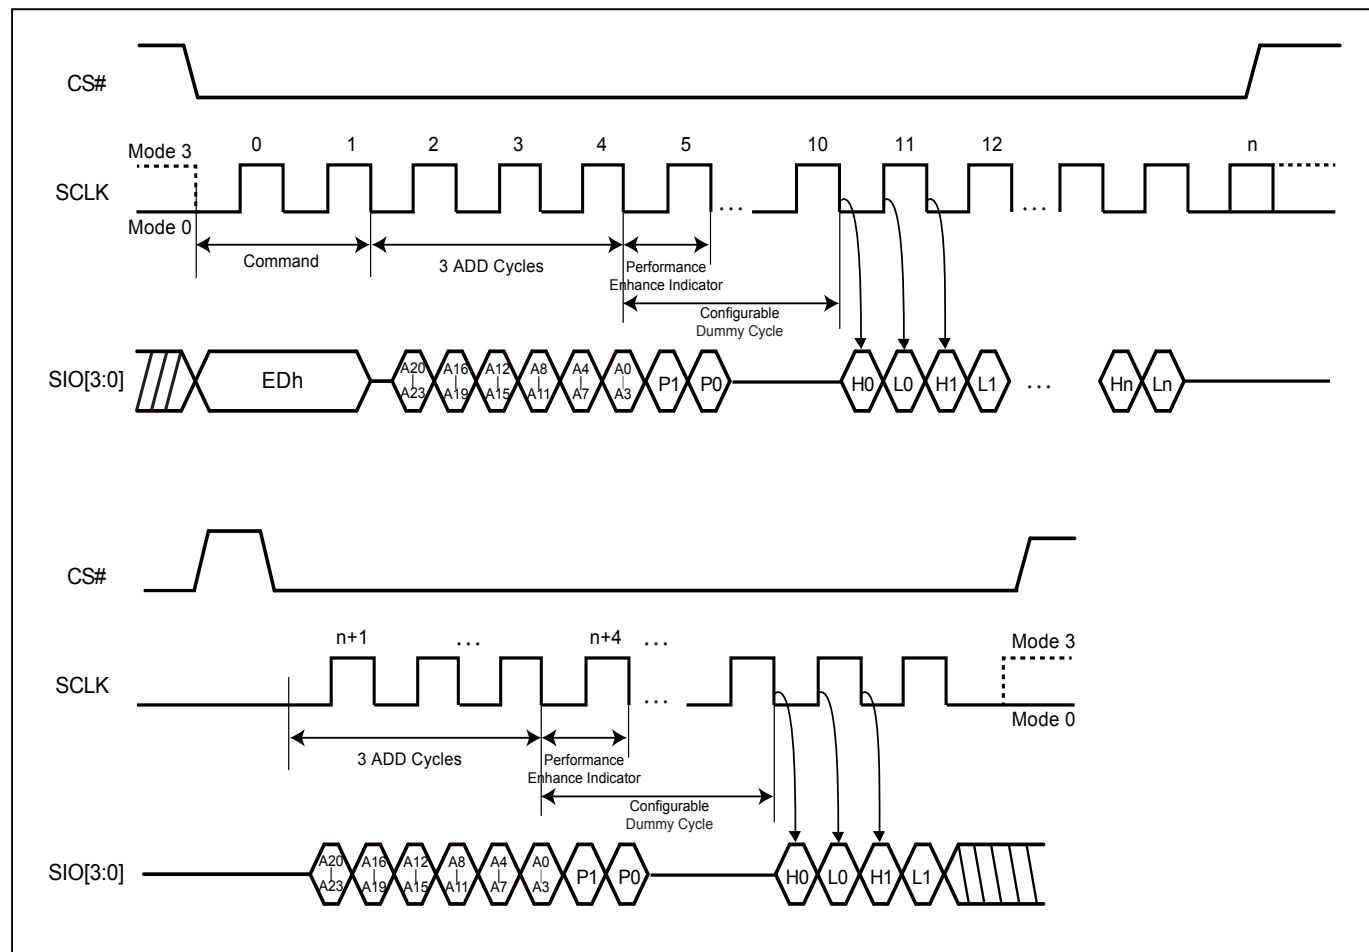 CS#
0 1 2 3 4 5 10 11 12 n
Mode 3
SCLK
... ...
Mode 0
Command
3 ADD Cycles
Performance
Enhance Indicator
Configurable
Dummy Cycle
A20 A16 A12 A8 A4 A0
SIO[3:0] EDh P1 P0 H0 L0 H1 L1 ... Hn Ln
A23 A19 A15 A11 A7 A3
CS#
n+1 ... n+4 ...
Mode 3
SCLK
...
Mode 0
3 ADD Cycles
Performance
Enhance Indicator
Configurable
Dummy Cycle
A20 A16 A12 A8 A4 A0
SIO[3:0] P1 P0 H0 L0 H1 L1
A23 A19 A15 A11 A7 A3